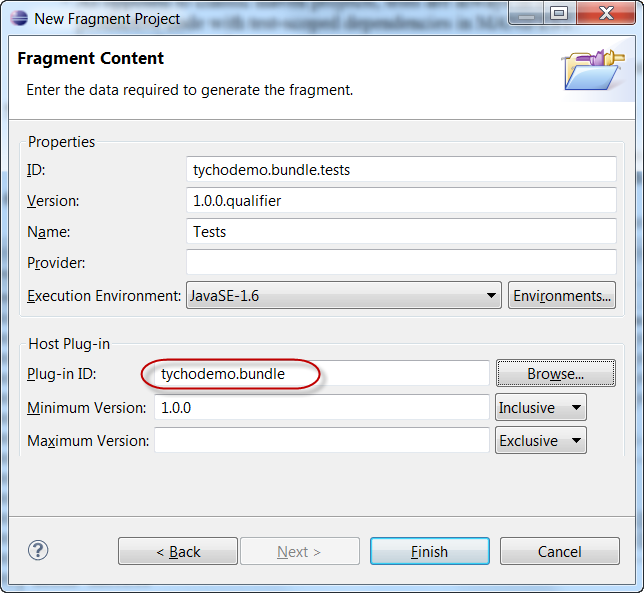 New Fragment Project
Fragment Content
Enter the data required to generate the fragment.
Properties
ID: tychodemo.bundle.tests
Version: 1.0.0.qualifier
Name: Tests
Provider:
Execution Environment: JavaSE-1.6 Environments...
Host Plug-in
Plug-in ID: tychodemo.bundle Browse...
Minimum Version: 1.0.0 Inclusive
Maximum Version: Exclusive
? < Back Next > Finish Cancel